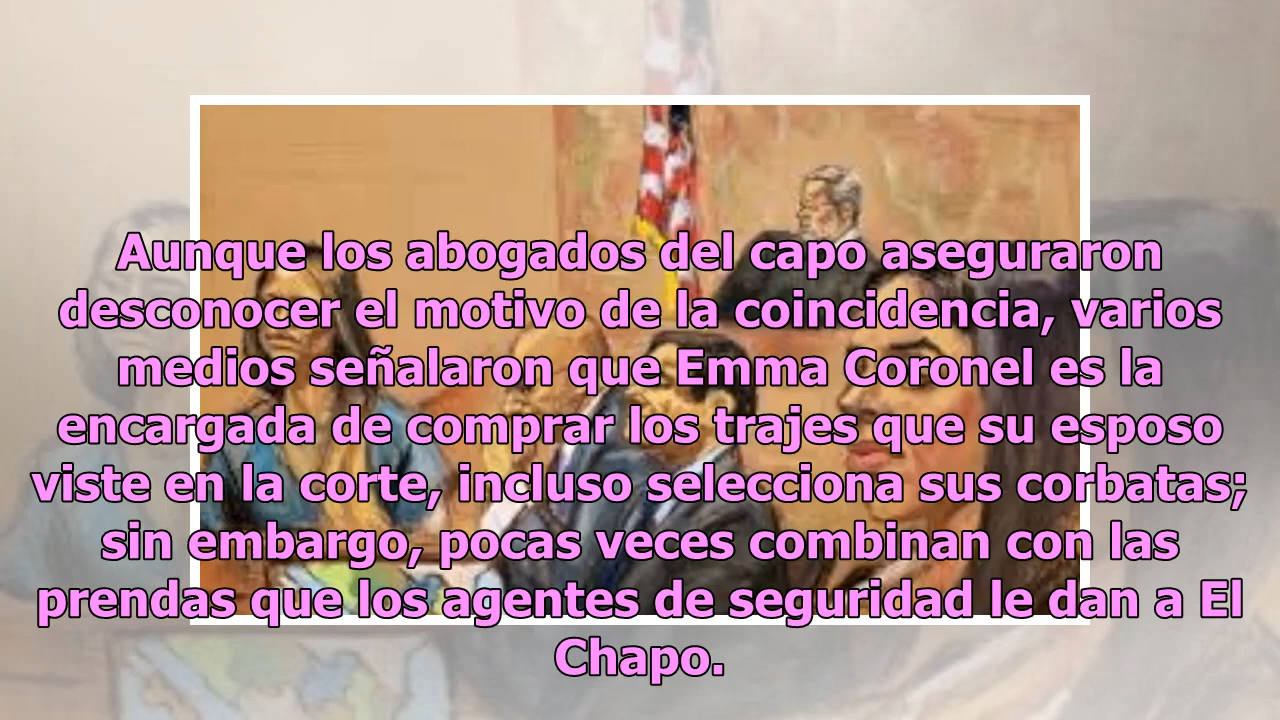 Aunque los abogados del capo aseguraron
desconocer el motivo de la coincidencia, varios
medios señalaron que Emma Coronel es la
encargada de comprar los trajes que su esposo
viste en la corte, incluso selecciona sus corbatas;
sin embargo, pocas veces combinan con las
prendas que los agentes de seguridad le dan a El
Chapo.